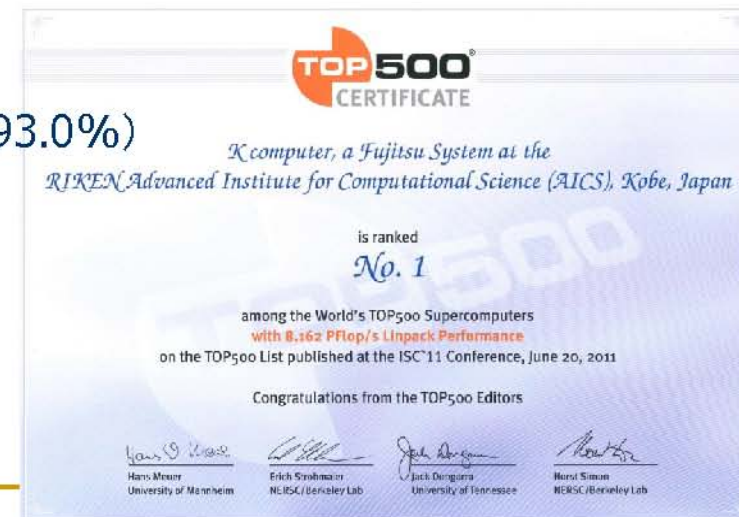 93.0%)
TOP500®
CERTIFICATE
K computer, a Fujitsu System at the
RIKEN Advanced Institute for Computational Science (AICS), Kobe, Japan
is ranked
No. 1
among the World's TOP500 Supercomputers
with 8.162 PFlop/s Linpack Performance
on the TOP500 List published at the ISC'11 Conference, June 20, 2011
Congratulations from the TOP500 Editors
Hans Meuer
Erich Strohmaier
Jack Dongarra
Horst Simon
University of Mannheim
NERSC/Berkeley Lab
University of Tennessee
NERSC/Berkeley Lab